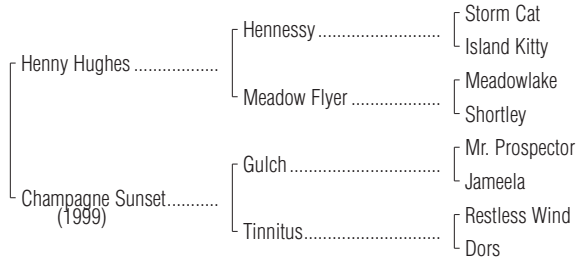 Storm Cat
Hennessy
Island Kitty
Henny Hughes
Meadowlake
Meadow Flyer
Shortley
Mr. Prospector
Gulch
Jameela
Champagne Sunset
(1999)
Restless Wind
Tinnitus
Dors